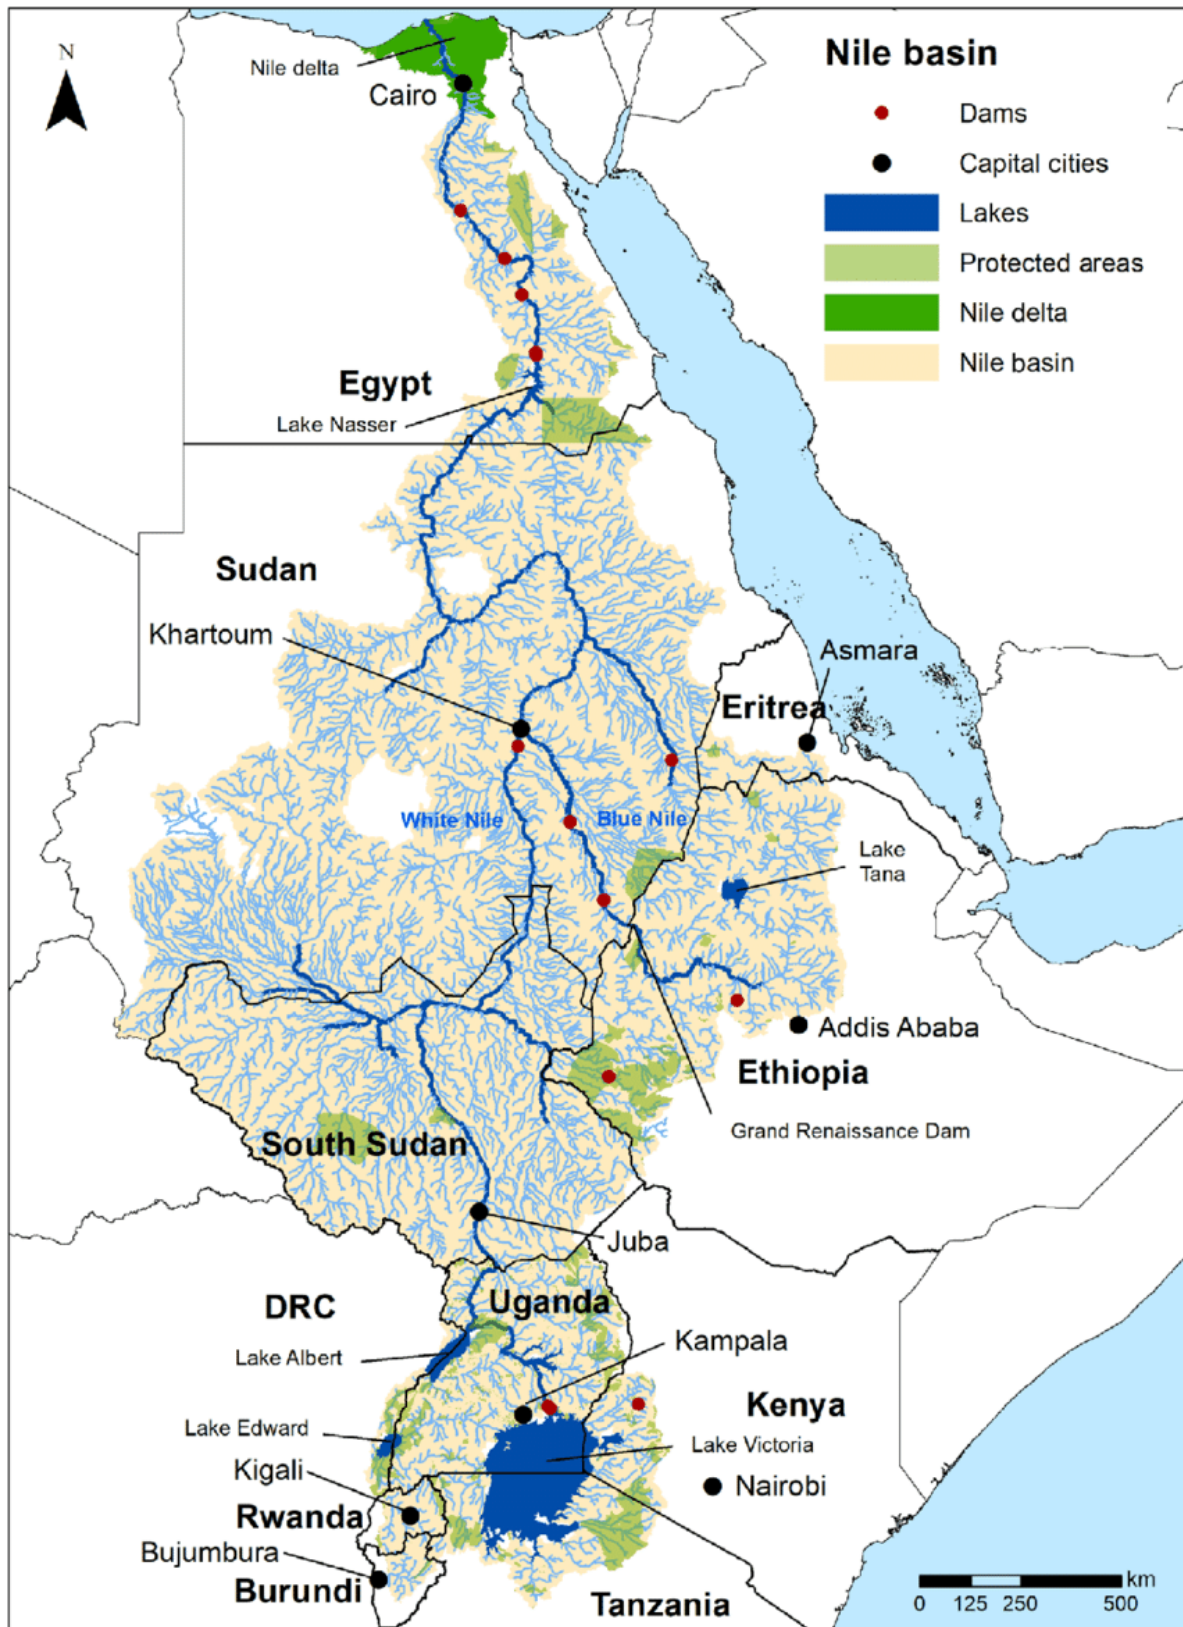 N
Nile delta
Cairo
Nile basin
Dams
Capital cities
Lakes
Protected areas
Nile delta
Nile basin
Egypt
Lake Nasser
Sudan
Khartoum
Asmara
Eritrea
White Nile
Blue Nile
Lake
Tana
Addis Ababa
Ethiopia
Grand Renaissance Dam
South Sudan
Juba
DRC
Uganda
Kampala
Lake Albert
Kenya
Lake Edward
Lake Victoria
Kigali
Nairobi
Rwanda
Bujumbura
Burundi
Tanzania
km
0 125 250 500